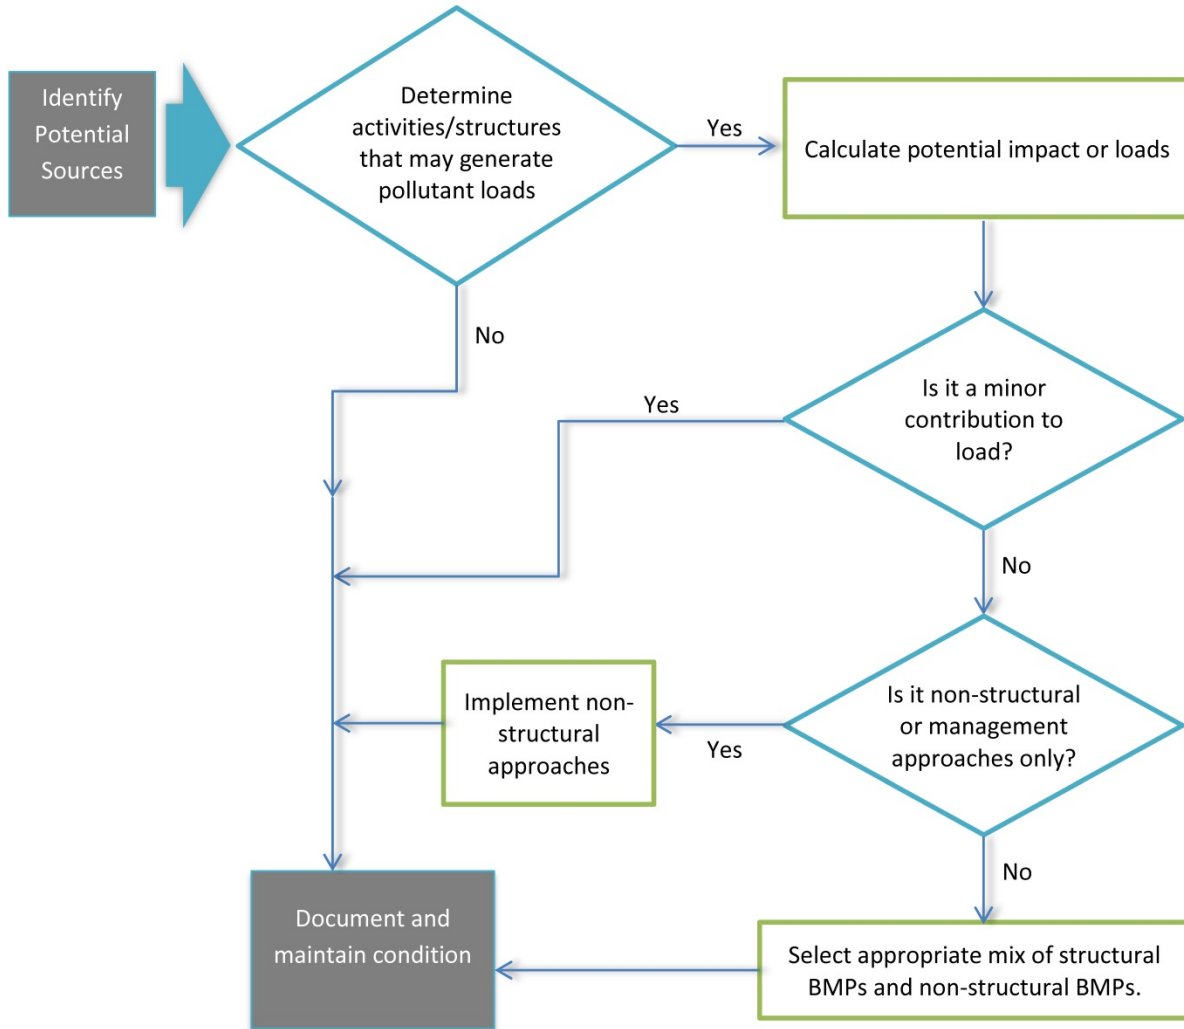 Identify
Potential
Sources
Determine
activities/structures
that may generate
pollutant loads
Yes
Calculate potential impact or loads
No
Is it a minor
contribution to
load?
Yes
No
Is it non-structural
or management
approaches only?
Yes
Implement non-
structural
approaches
No
Document and
maintain condition
Select appropriate mix of structural
BMPs and non-structural BMPs.